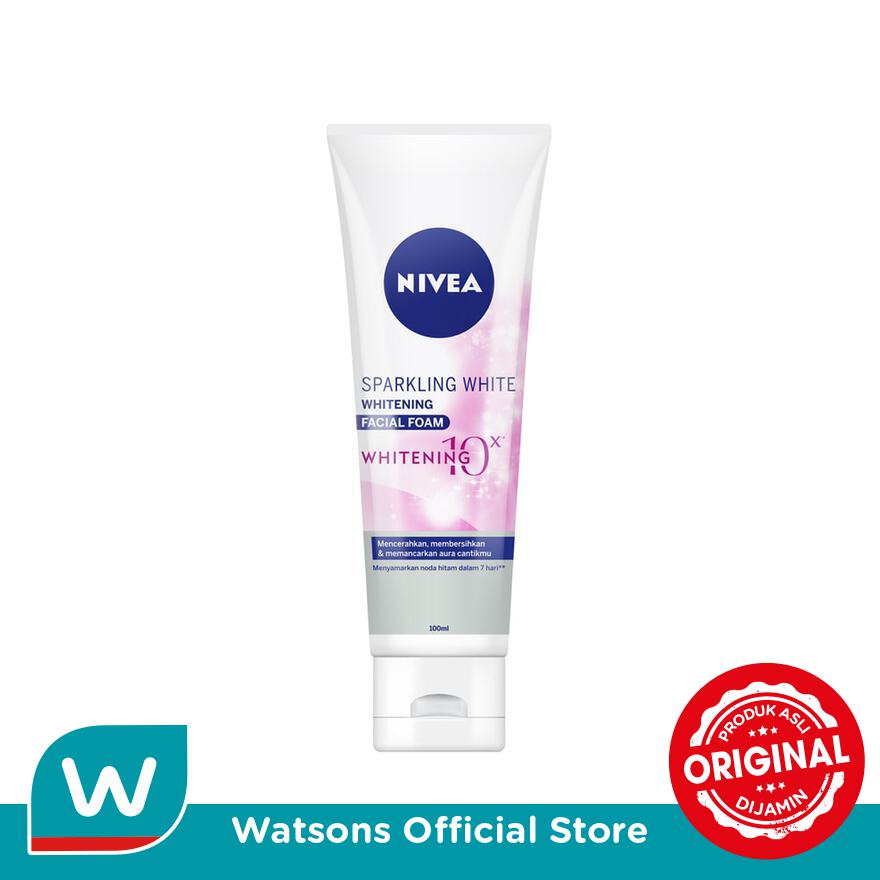 NIVEA
SPARKLING WHITE
WHITENING
FACIAL FOAM
WHITENING 10X*
Mencerahkan, membersihkan
& memancarkan aura cantikmu
Menyamarkan noda hitam dalam 7 hari**
100ml
W
Watsons Official Store
PRODUK ASLI
ORIGINAL
DIJAMIN